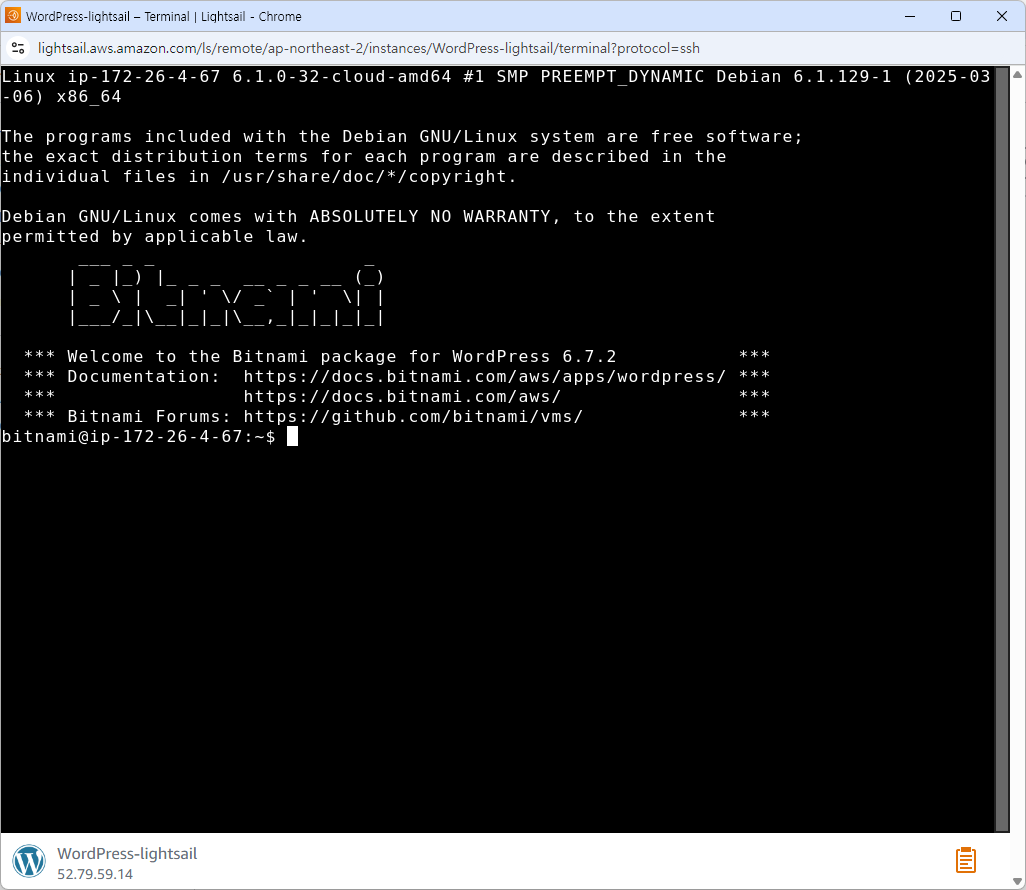 WordPress-lightsail – Terminal | Lightsail - Chrome
lightsail.aws.amazon.com/ls/remote/ap-northeast-2/instances/WordPress-lightsail/terminal?protocol=ssh
Linux ip-172-26-4-67 6.1.0-32-cloud-amd64 #1 SMP PREEMPT_DYNAMIC Debian 6.1.129-1 (2025-03
-06) x86_64
The programs included with the Debian GNU/Linux system are free software;
the exact distribution terms for each program are described in the
individual files in /usr/share/doc/*/copyright.
Debian GNU/Linux comes with ABSOLUTELY NO WARRANTY, to the extent
permitted by applicable law.
       ___ _ _                   _
      | _ |_) |_ _ _  __ _ _ __ (_)
      | _ \ |  _| ' \/ _` | '  \| |
      |___/_|\__|_|_|\__,_|_|_|_|_|
  *** Welcome to the Bitnami package for WordPress 6.7.2           ***
  *** Documentation:  https://docs.bitnami.com/aws/apps/wordpress/ ***
  ***                 https://docs.bitnami.com/aws/                ***
  *** Bitnami Forums: https://github.com/bitnami/vms/              ***
bitnami@ip-172-26-4-67:~$
WordPress-lightsail
52.79.59.14